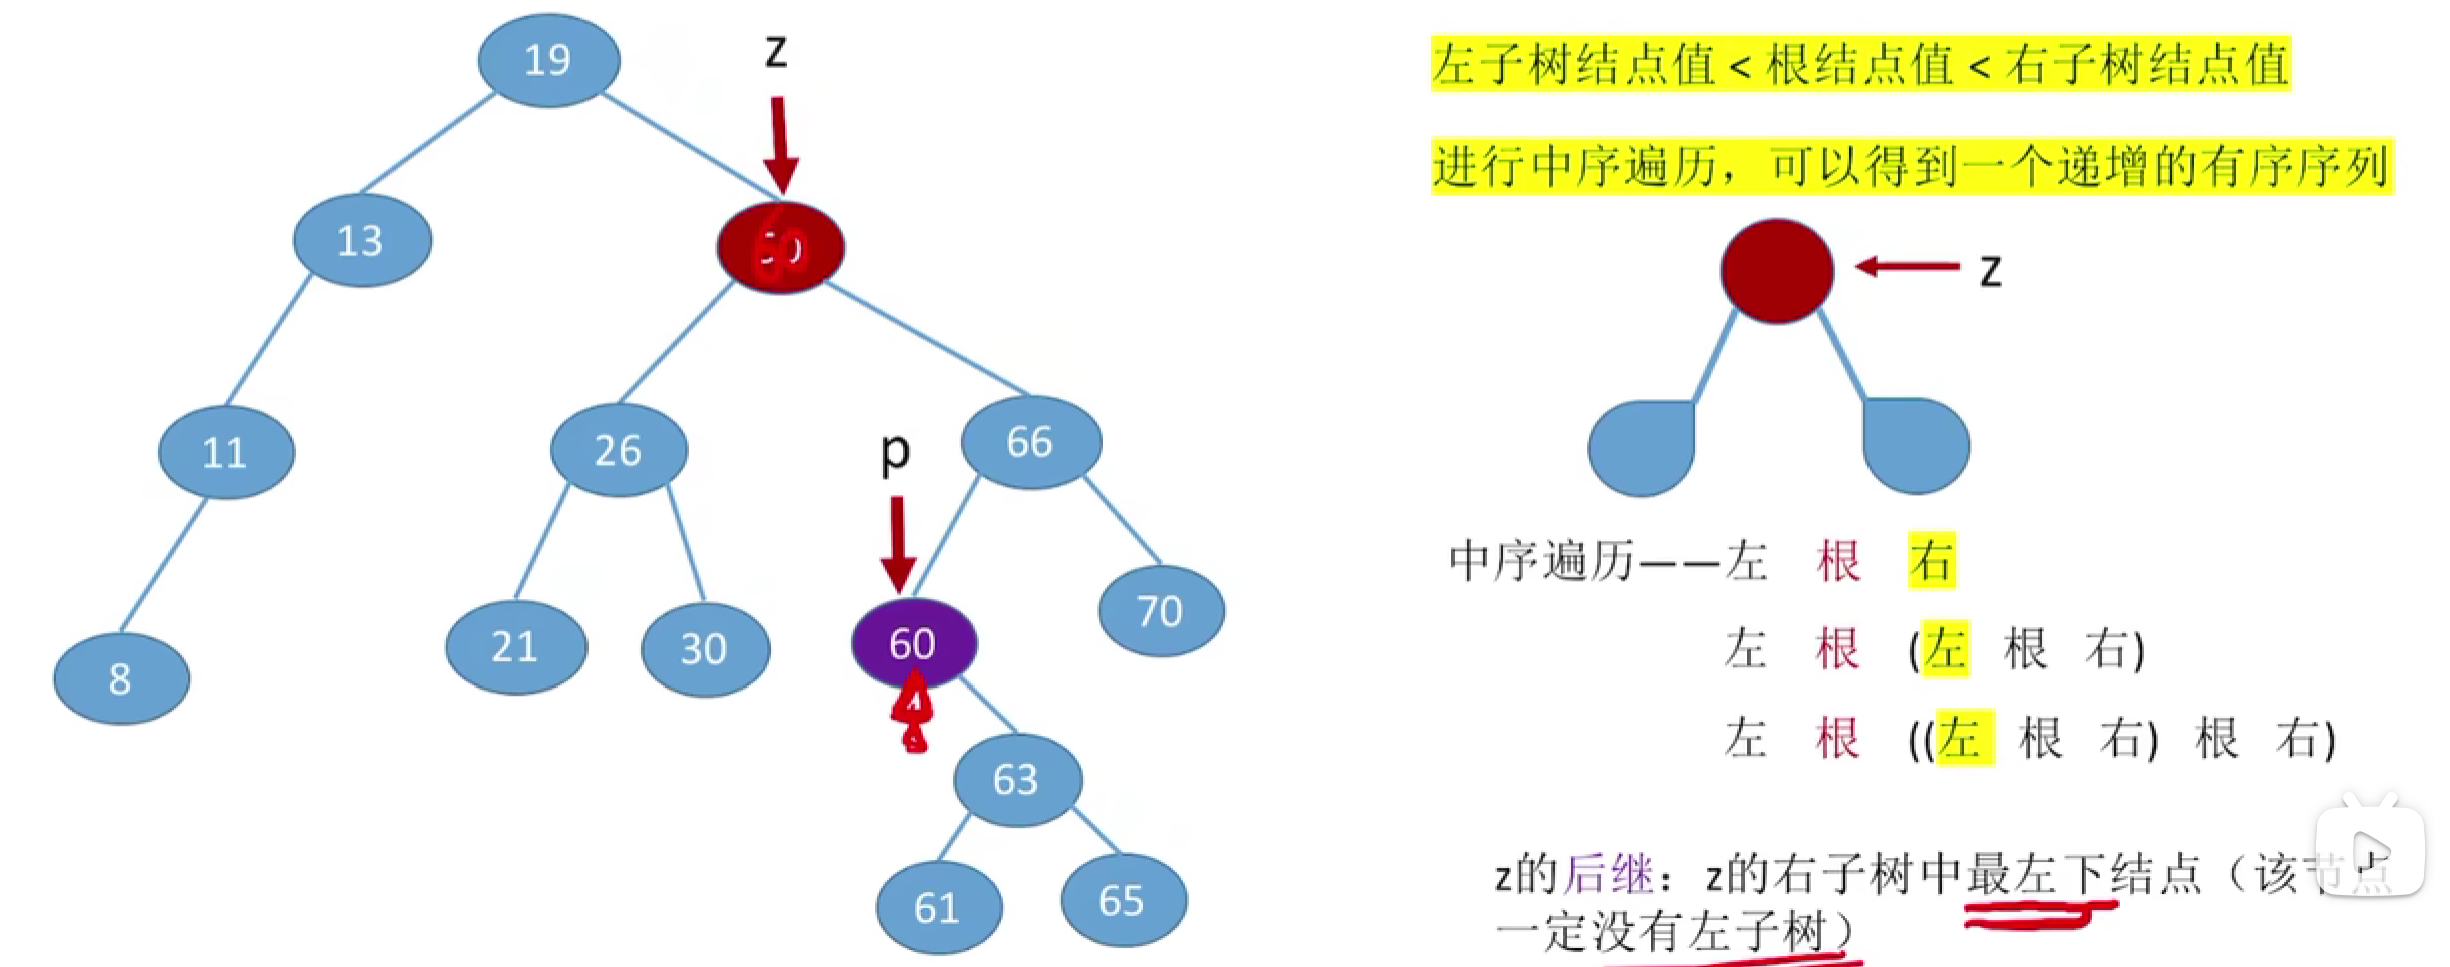 19
z
13
50
11
26
p
66
8
21
30
60
70
63
61
65
左子树结点值 < 根结点值 < 右子树结点值
进行中序遍历，可以得到一个递增的有序序列
z
中序遍历——左 根 右
左 根 (左 根 右)
左 根 ((左 根 右) 根 右)
z的后继：z的右子树中最左下结点（该节点
一定没有左子树）